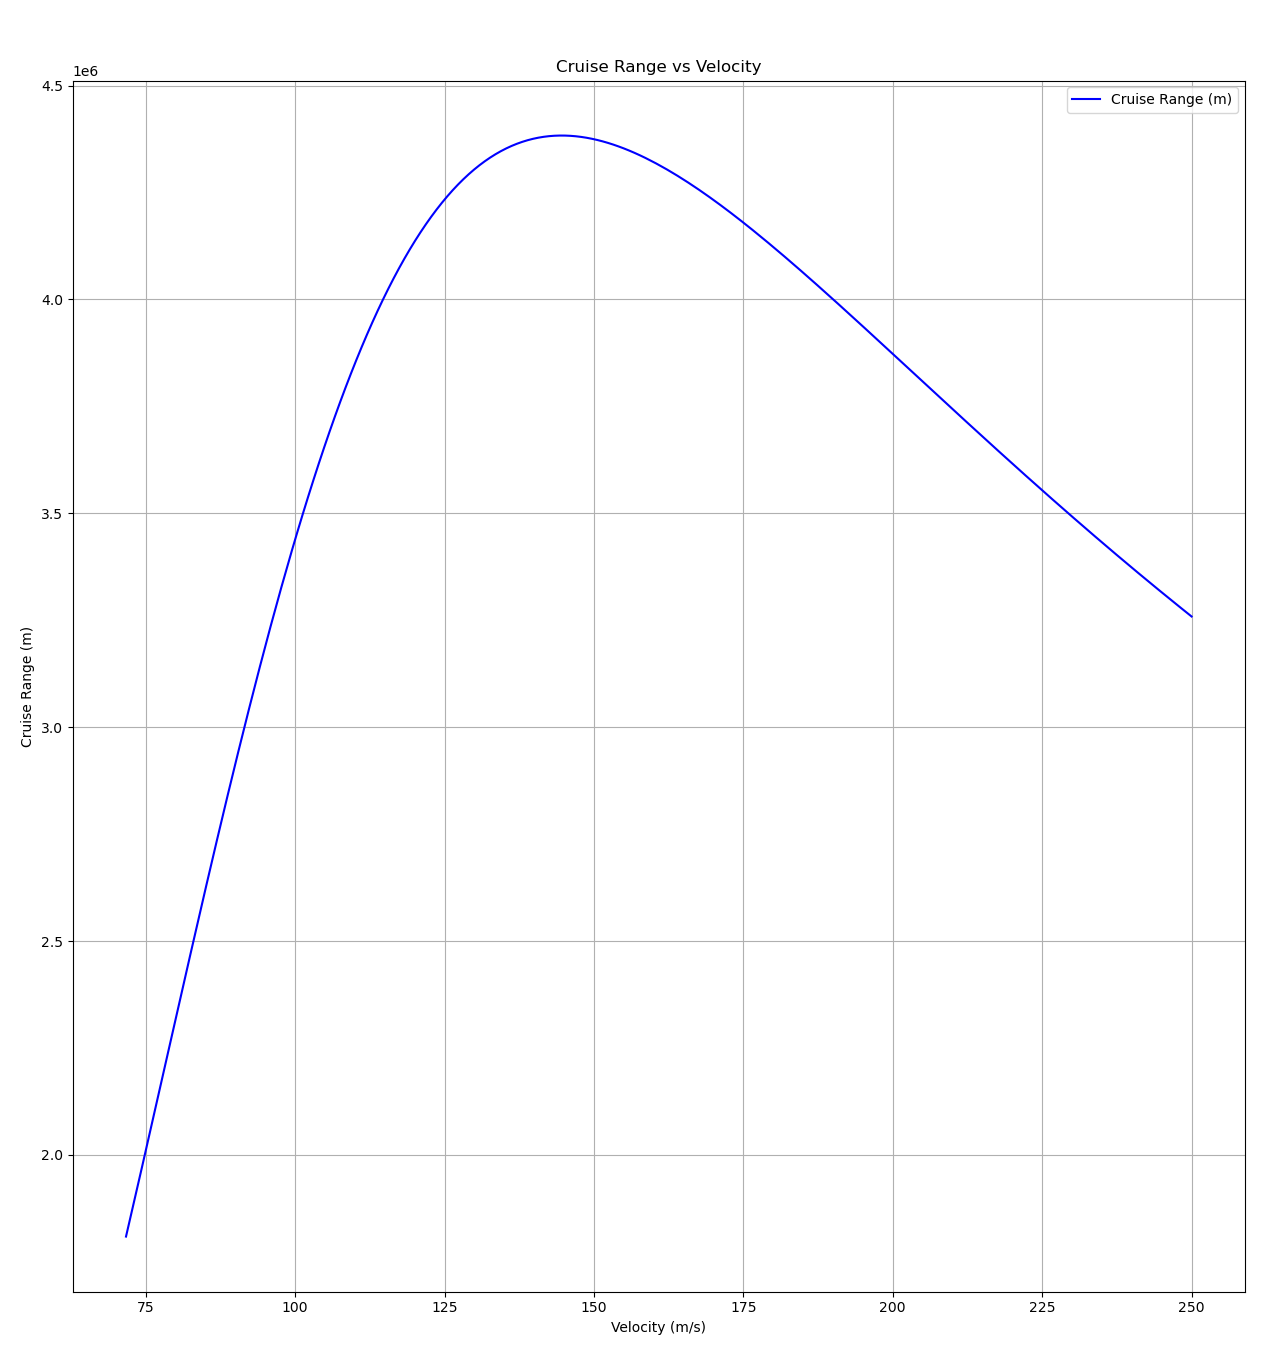 Cruise Range vs Velocity
1e6
Cruise Range (m)
4.5
4.0
3.5
3.0
2.5
2.0
Cruise Range (m)
75 100 125 150 175 200 225 250
Velocity (m/s)